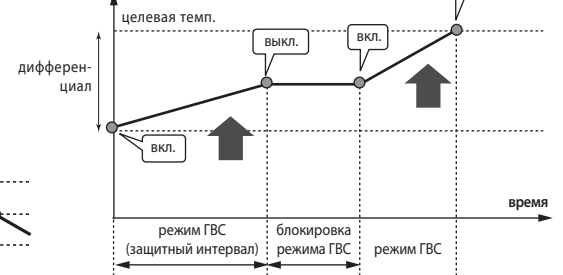 целевая темп.
выкл.
вкл.
дифферен-
циал
вкл.
время
режим ГВС
(защитный интервал)
блокировка
режима ГВС
режим ГВС